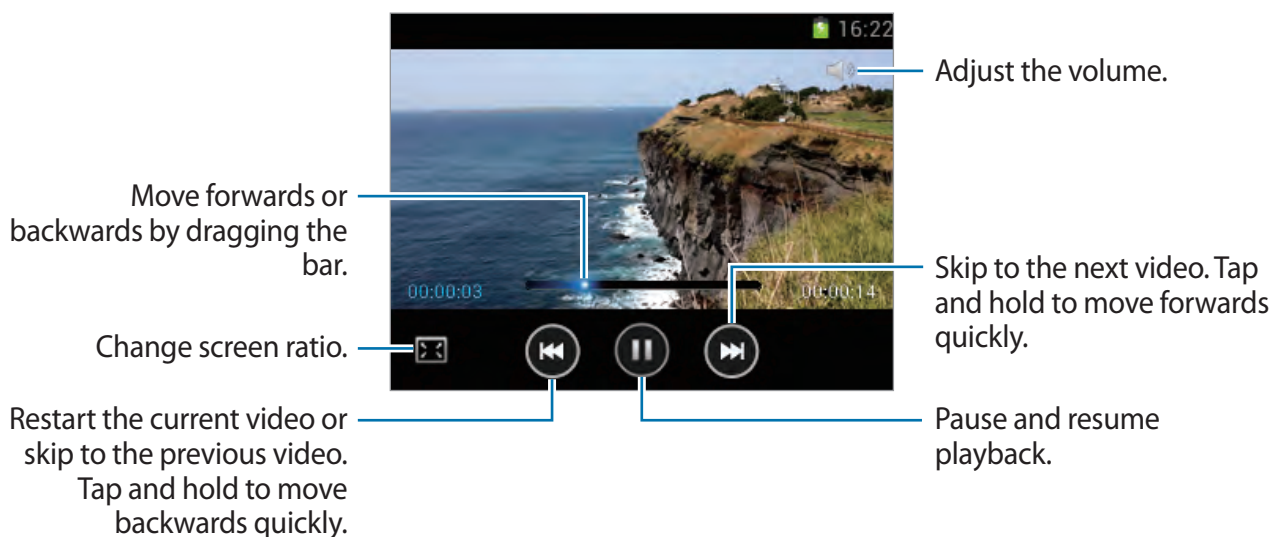 16:22
Adjust the volume.
Move forwards or
backwards by dragging the
bar.
00:00:03
00:00:14
Skip to the next video. Tap
and hold to move forwards
quickly.
Change screen ratio.
Restart the current video or
skip to the previous video.
Tap and hold to move
backwards quickly.
Pause and resume
playback.